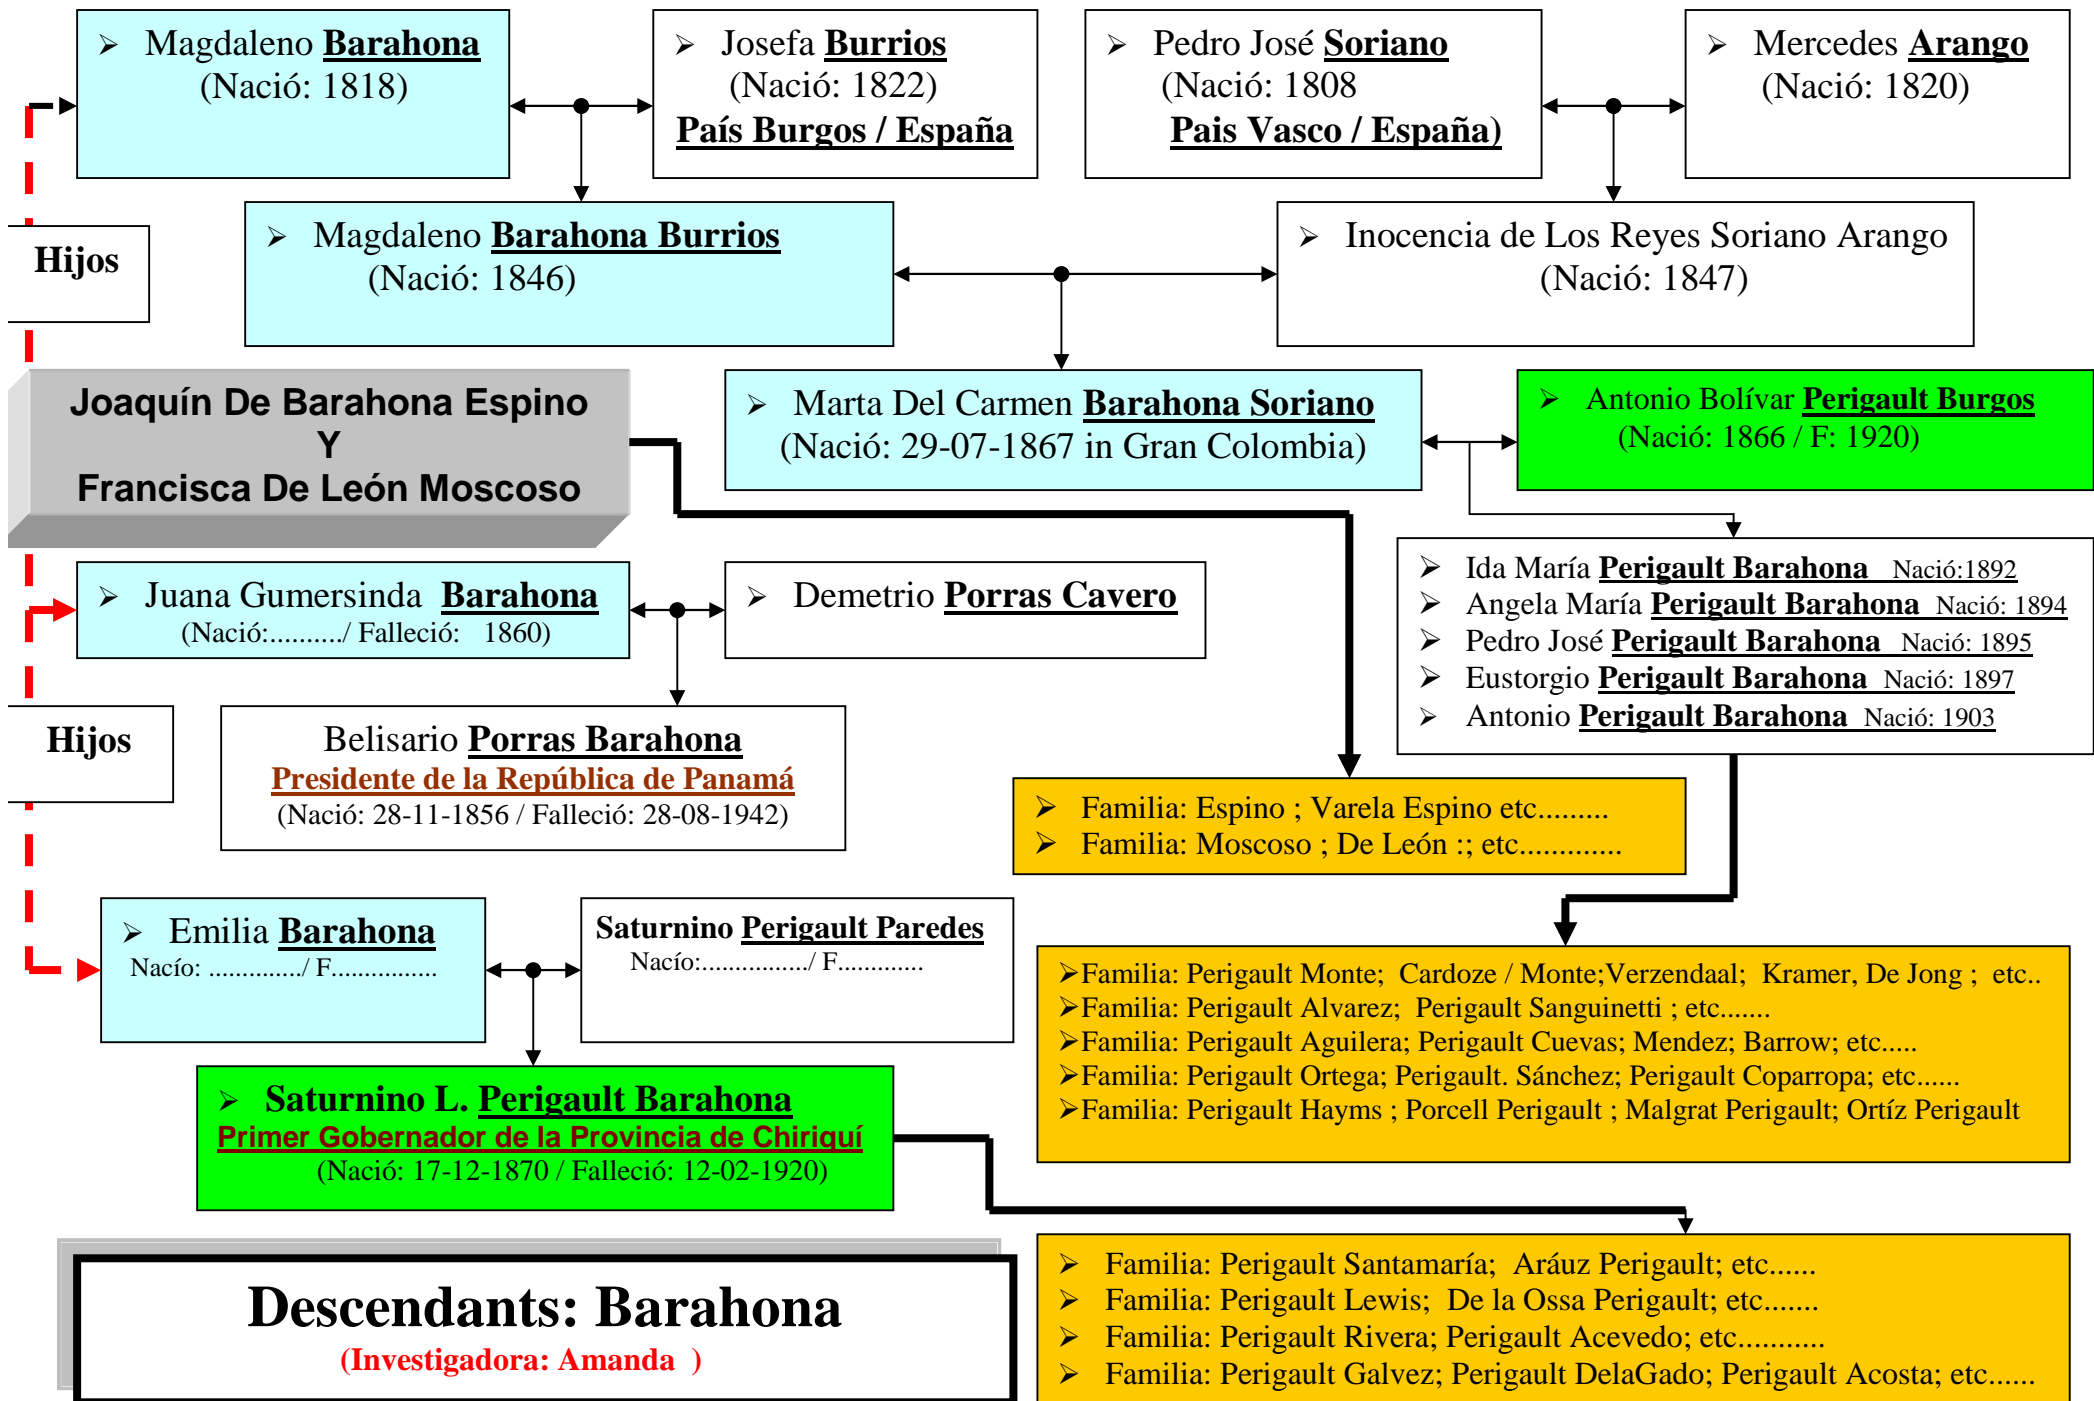 ➢ Magdaleno Barahona
(Nació: 1818)
➢ Josefa Burrios
(Nació: 1822)
País Burgos / España
➢ Pedro José Soriano
(Nació: 1808
Pais Vasco / España)
➢ Mercedes Arango
(Nació: 1820)
Hijos
➢ Magdaleno Barahona Burrios
(Nació: 1846)
➢ Inocencia de Los Reyes Soriano Arango
(Nació: 1847)
Joaquín De Barahona Espino
Y
Francisca De León Moscoso
➢ Marta Del Carmen Barahona Soriano
(Nació: 29-07-1867 in Gran Colombia)
➢ Antonio Bolívar Perigault Burgos
(Nació: 1866 / F: 1920)
➢ Juana Gumersinda Barahona
(Nació:........../ Falleció: 1860)
➢ Demetrio Porras Cavero
➢ Ida María Perigault Barahona Nació:1892
➢ Angela María Perigault Barahona Nació: 1894
➢ Pedro José Perigault Barahona Nació: 1895
➢ Eustorgio Perigault Barahona Nació: 1897
➢ Antonio Perigault Barahona Nació: 1903
Hijos
Belisario Porras Barahona
Presidente de la República de Panamá
(Nació: 28-11-1856 / Falleció: 28-08-1942)
➢ Familia: Espino ; Varela Espino etc.........
➢ Familia: Moscoso ; De León :; etc.............
➢ Emilia Barahona
Nacío: ............../ F................
Saturnino Perigault Paredes
Nacío:................/ F.............
➢Familia: Perigault Monte; Cardoze / Monte;Verzendaal; Kramer, De Jong ; etc..
➢Familia: Perigault Alvarez; Perigault Sanguinetti ; etc.......
➢Familia: Perigault Aguilera; Perigault Cuevas; Mendez; Barrow; etc.....
➢Familia: Perigault Ortega; Perigault. Sánchez; Perigault Coparropa; etc......
➢Familia: Perigault Hayms ; Porcell Perigault ; Malgrat Perigault; Ortíz Perigault
➢ Saturnino L. Perigault Barahona
Primer Gobernador de la Provincia de Chiriquí
(Nació: 17-12-1870 / Falleció: 12-02-1920)
➢ Familia: Perigault Santamaría; Aráuz Perigault; etc......
➢ Familia: Perigault Lewis; De la Ossa Perigault; etc.......
➢ Familia: Perigault Rivera; Perigault Acevedo; etc...........
➢ Familia: Perigault Galvez; Perigault DelaGado; Perigault Acosta; etc......
Descendants: Barahona
(Investigadora: Amanda )